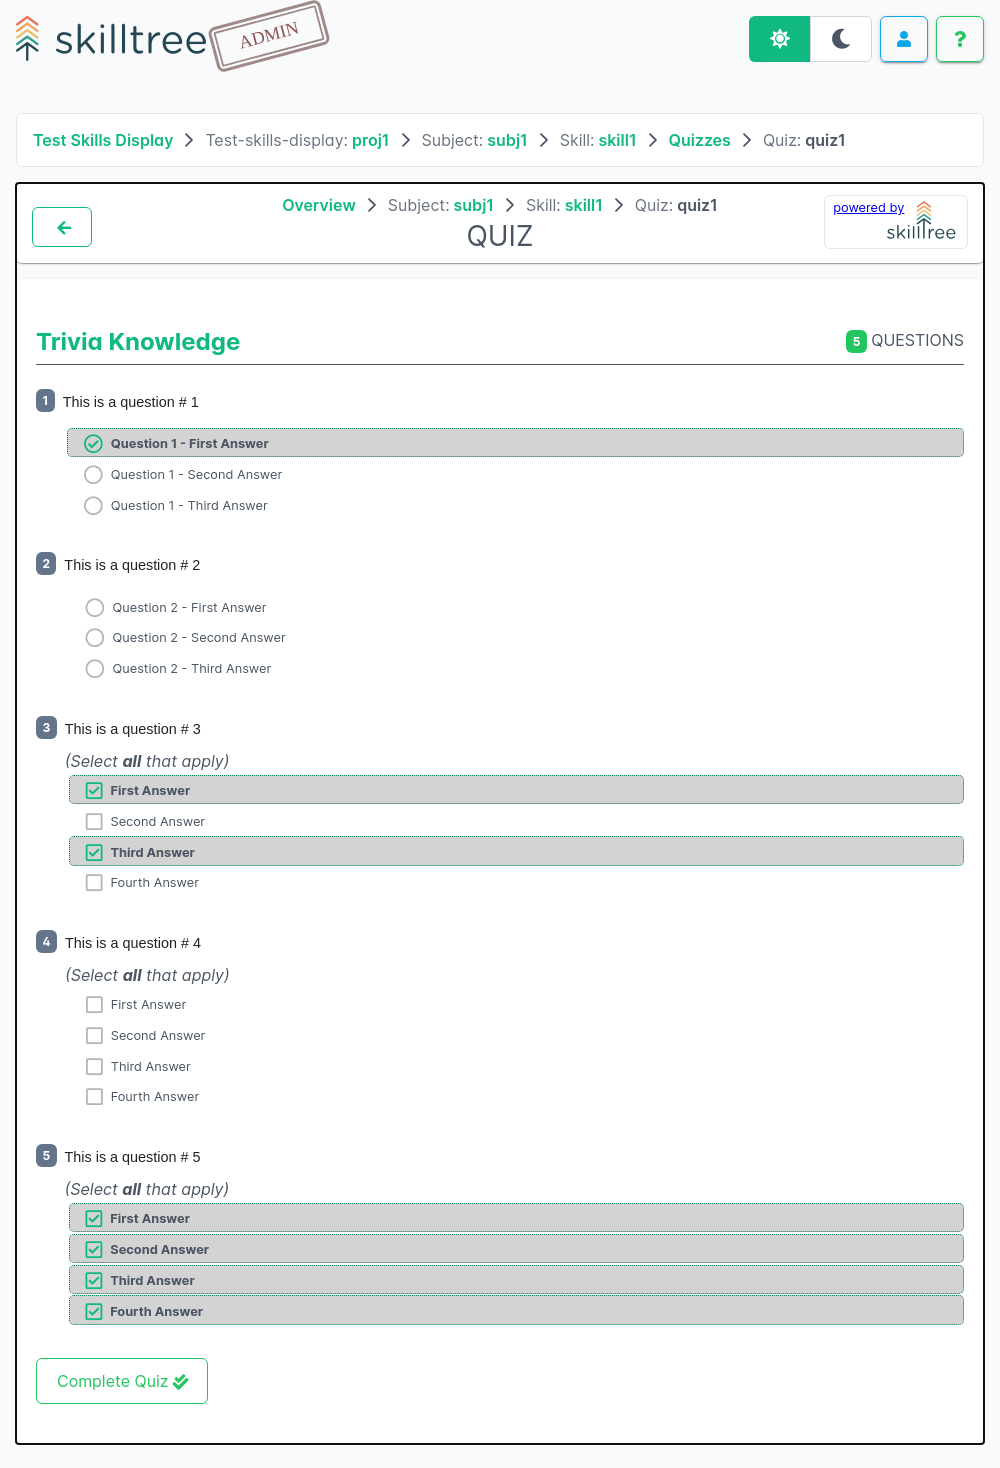 skilltree ADMIN
?
Test Skills Display > Test-skills-display: proj1 > Subject: subj1 > Skill: skill1 > Quizzes > Quiz: quiz1
Overview > Subject: subj1 > Skill: skill1 > Quiz: quiz1
QUIZ
powered by
skilltree
Trivia Knowledge
5 QUESTIONS
1 This is a question # 1
Question 1 - First Answer
Question 1 - Second Answer
Question 1 - Third Answer
2 This is a question # 2
Question 2 - First Answer
Question 2 - Second Answer
Question 2 - Third Answer
3 This is a question # 3
(Select all that apply)
First Answer
Second Answer
Third Answer
Fourth Answer
4 This is a question # 4
(Select all that apply)
First Answer
Second Answer
Third Answer
Fourth Answer
5 This is a question # 5
(Select all that apply)
First Answer
Second Answer
Third Answer
Fourth Answer
Complete Quiz